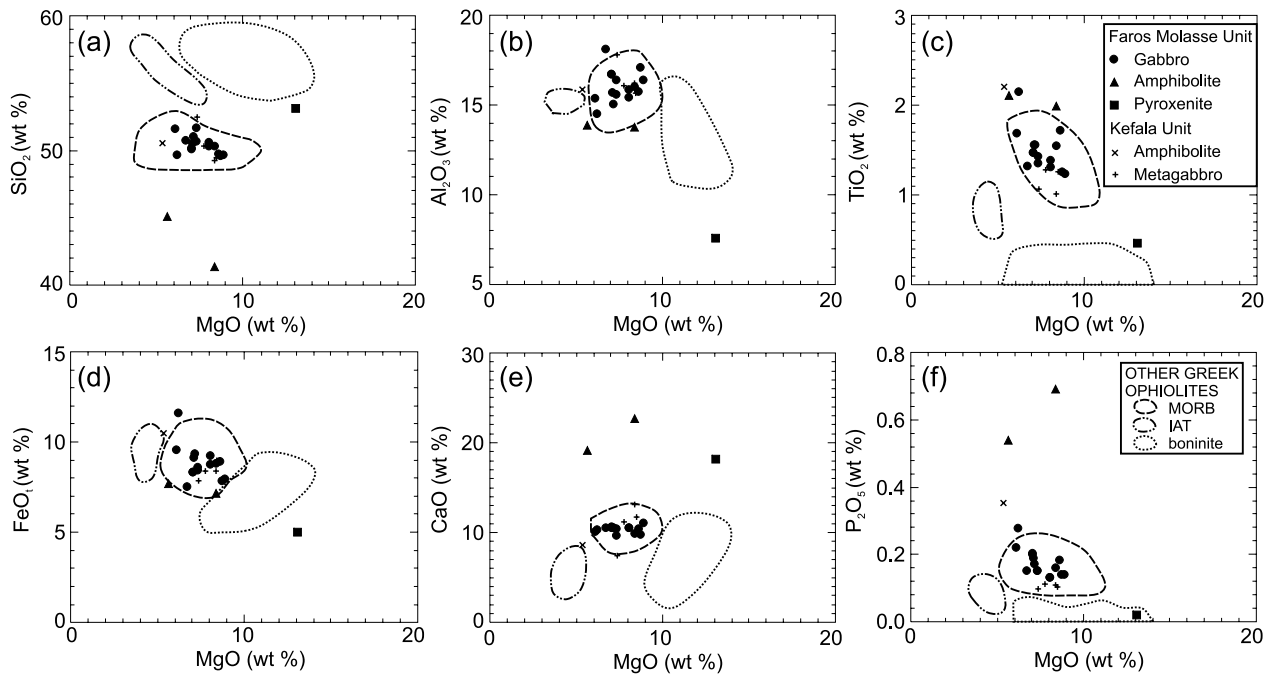 (a)
60
50
40
SiO2 (wt %)
0 10 20
MgO (wt %)
(b)
20
15
10
5
Al2O3 (wt %)
0 10 20
MgO (wt %)
(c)
3
2
1
0
TiO2 (wt %)
0 10 20
MgO (wt %)
Faros Molasse Unit
Gabbro
Amphibolite
Pyroxenite
Kefala Unit
Amphibolite
Metagabbro
(d)
15
10
5
0
FeOt (wt %)
0 10 20
MgO (wt %)
(e)
30
20
10
0
CaO (wt %)
0 10 20
MgO (wt %)
(f)
0.8
0.6
0.4
0.2
0
P2O5 (wt %)
0 10 20
MgO (wt %)
OTHER GREEK
OPHIOLITES
MORB
IAT
boninite